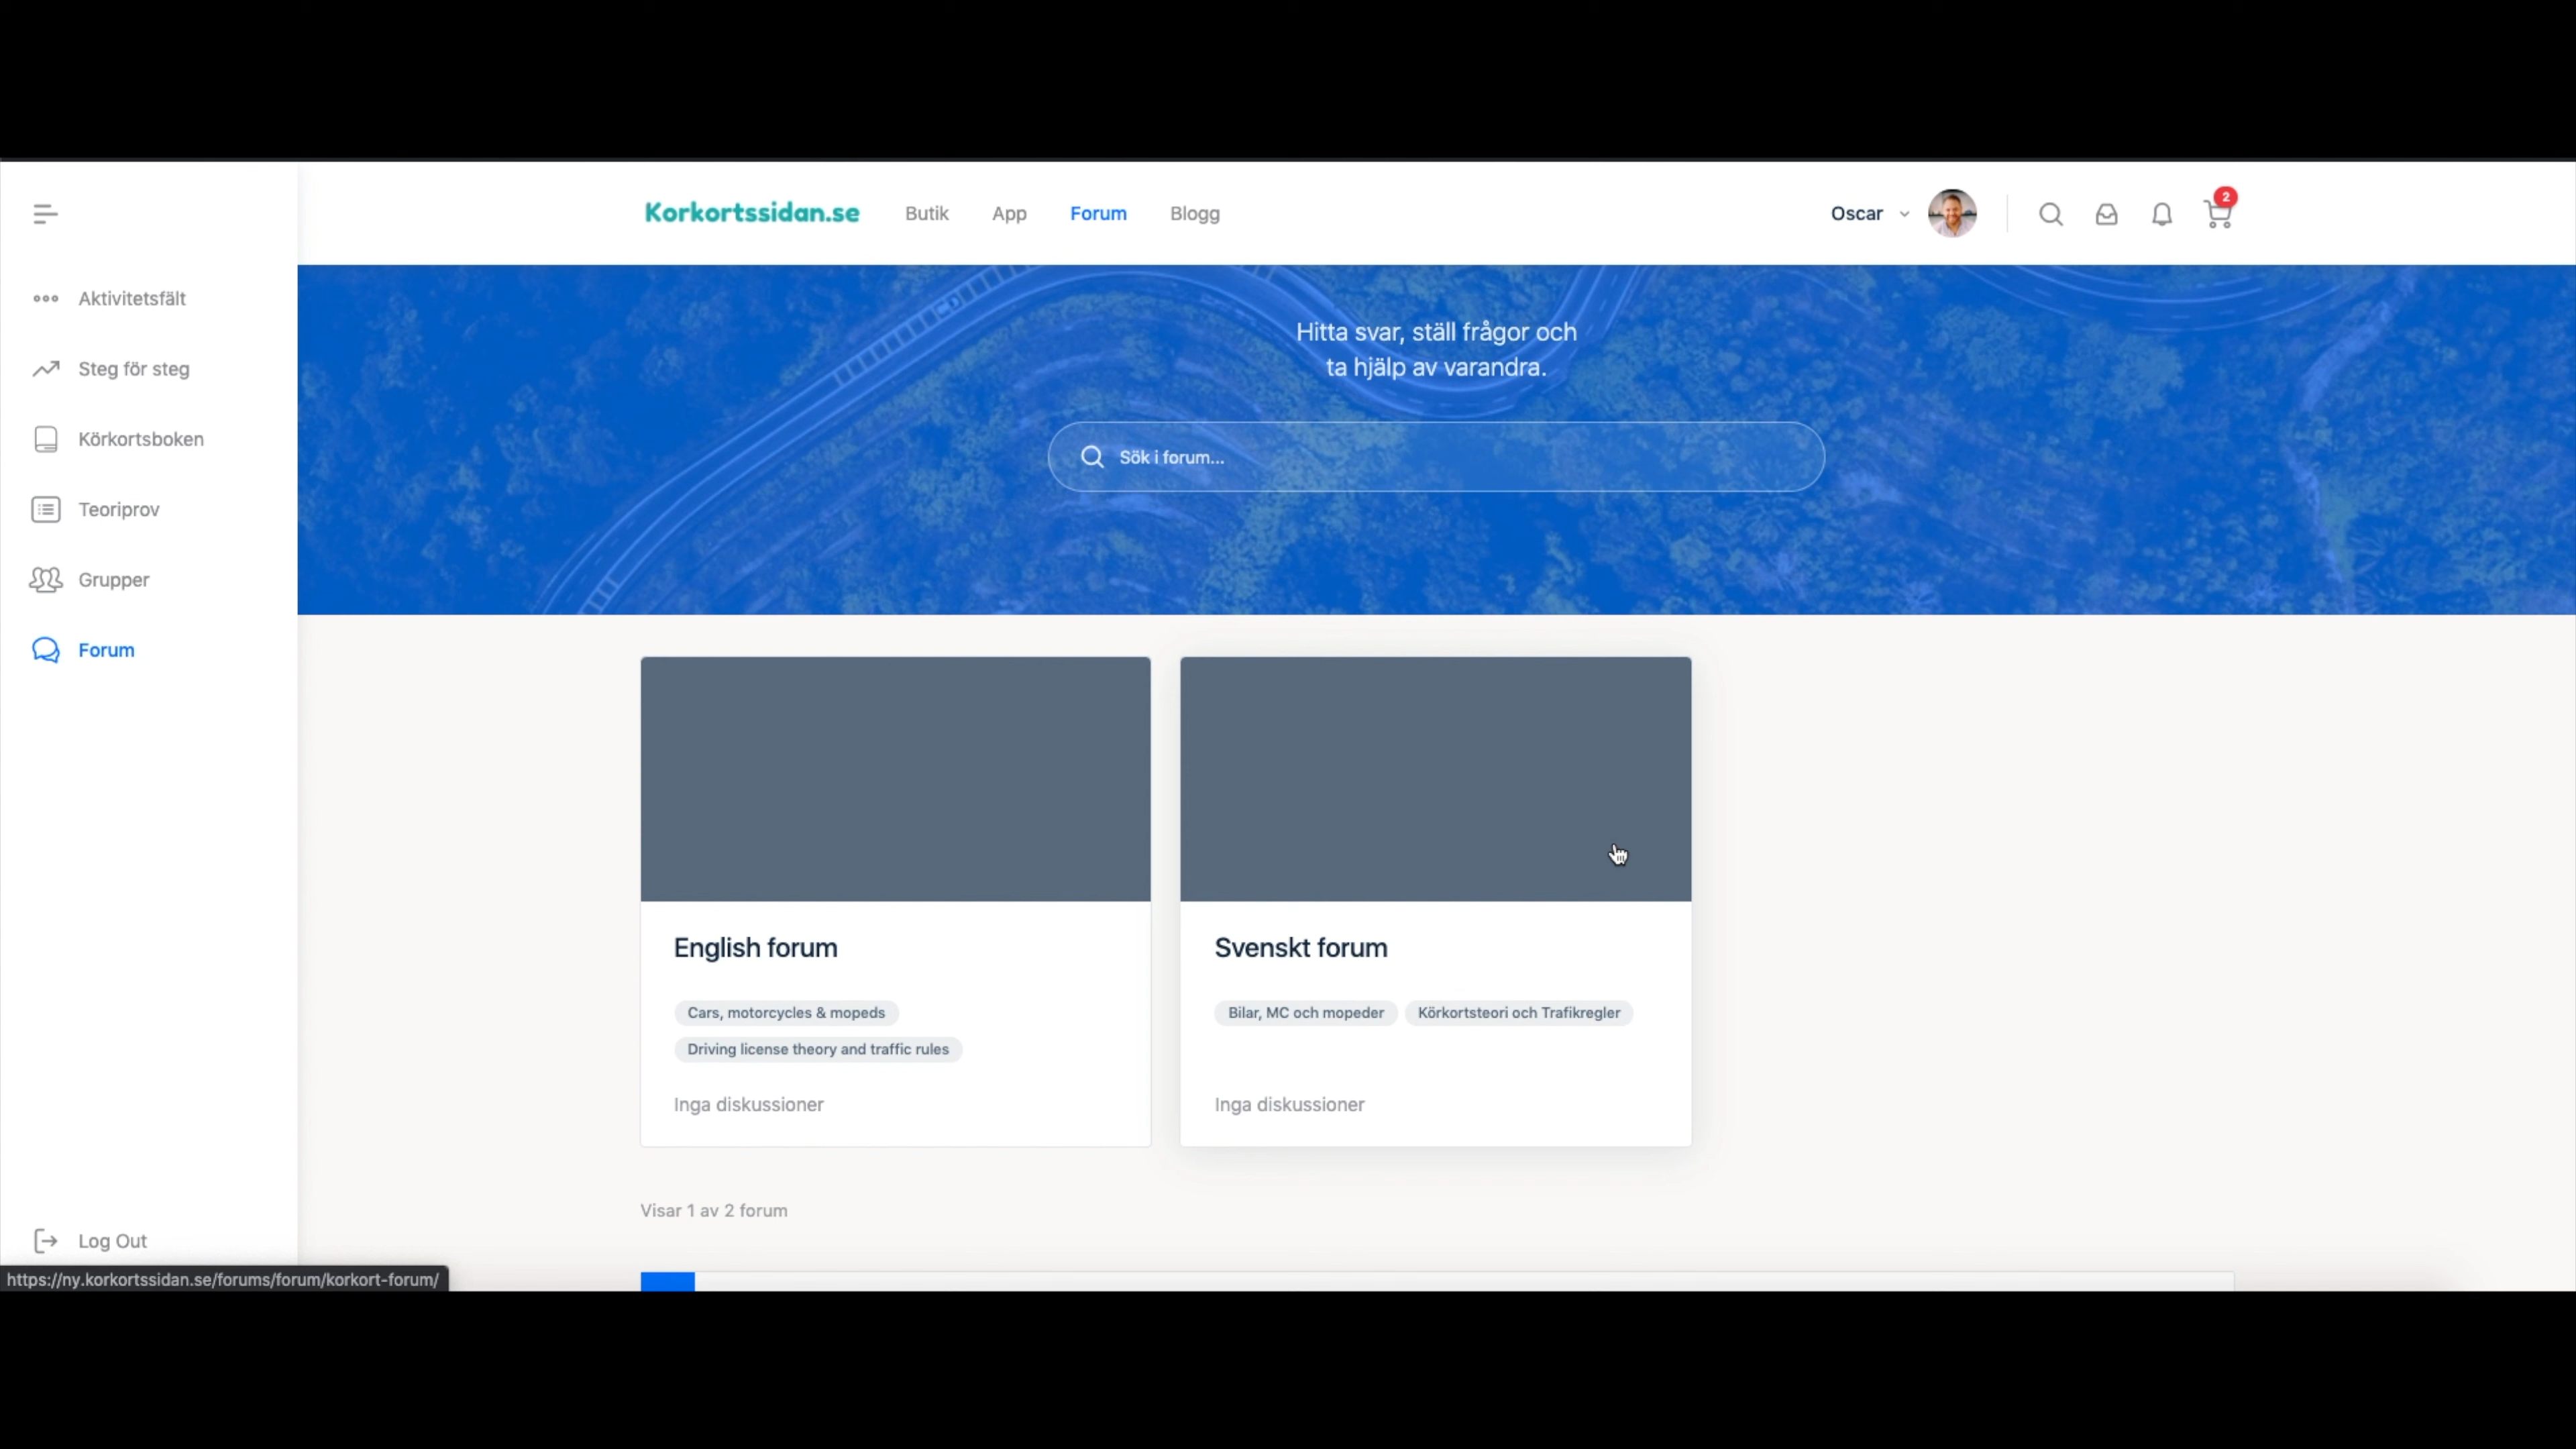 Korkortssidan.se
Butik
App
Forum
Blogg
Oscar
2
Aktivitetsfält
Steg för steg
Körkortsboken
Teoriprov
Grupper
Forum
Log Out
Hitta svar, ställ frågor och
ta hjälp av varandra.
Sök i forum...
English forum
Cars, motorcycles & mopeds
Driving license theory and traffic rules
Inga diskussioner
Svenskt forum
Bilar, MC och mopeder
Körkortsteori och Trafikregler
Inga diskussioner
Visar 1 av 2 forum
https://ny.korkortssidan.se/forums/forum/korkort-forum/